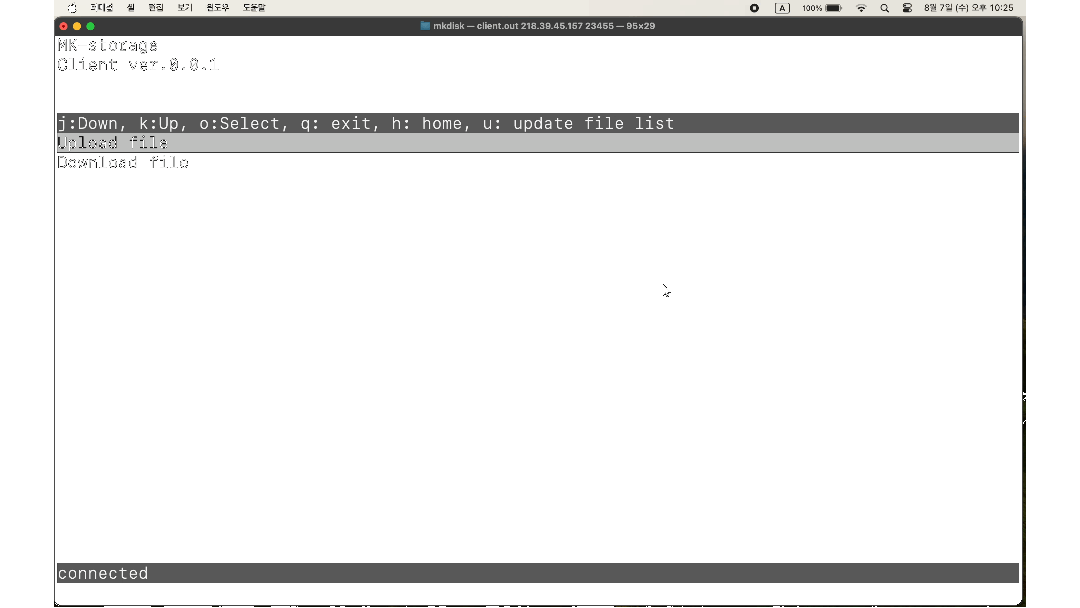 터미널 셸 편집 보기 윈도우 도움말 A 100% 8월 7일 (수) 오후 10:25
mkdisk — client.out 218.39.45.157 23455 — 95×29
MK storage
Client ver.0.0.1
j:Down, k:Up, o:Select, q: exit, h: home, u: update file list
Upload file
Download file
connected